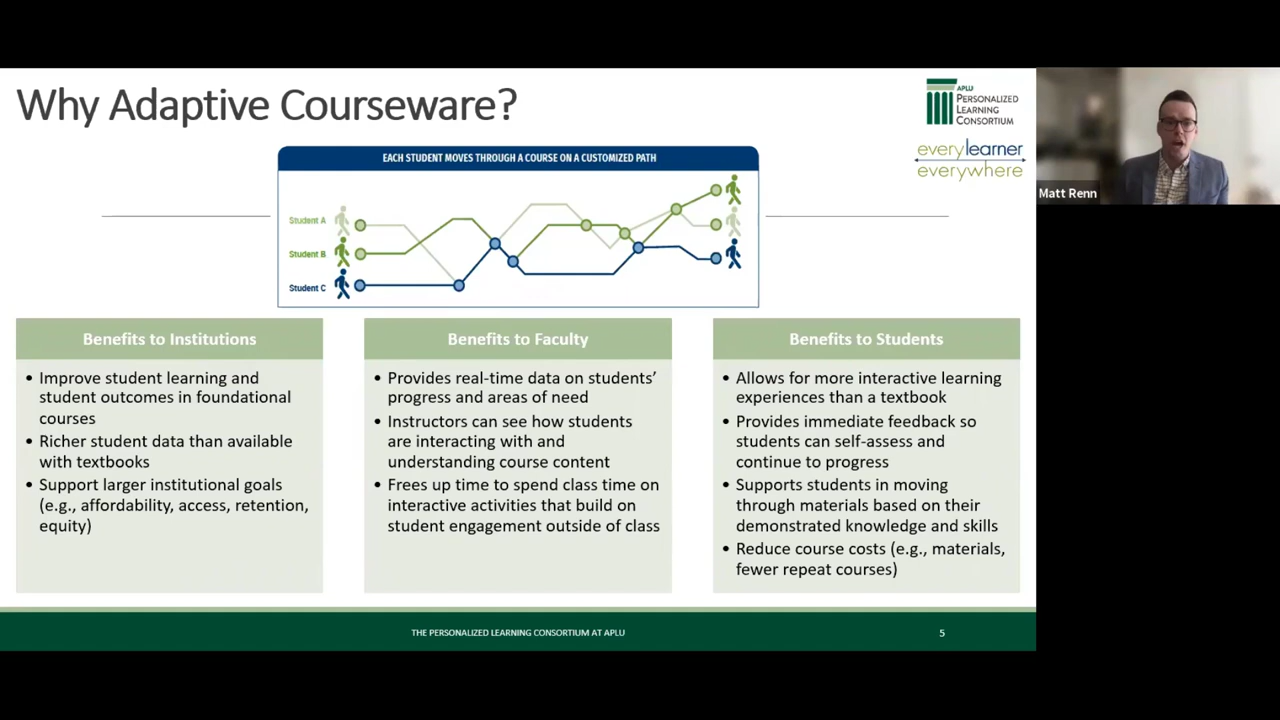 Why Adaptive Courseware?
APLU
PERSONALIZED
LEARNING
CONSORTIUM
everylearner
everywhere
Matt Renn
EACH STUDENT MOVES THROUGH A COURSE ON A CUSTOMIZED PATH
Student A
Student B
Student C
Benefits to Institutions
• Improve student learning and
student outcomes in foundational
courses
• Richer student data than available
with textbooks
• Support larger institutional goals
(e.g., affordability, access, retention,
equity)
Benefits to Faculty
• Provides real-time data on students’
progress and areas of need
• Instructors can see how students
are interacting with and
understanding course content
• Frees up time to spend class time on
interactive activities that build on
student engagement outside of class
Benefits to Students
• Allows for more interactive learning
experiences than a textbook
• Provides immediate feedback so
students can self-assess and
continue to progress
• Supports students in moving
through materials based on their
demonstrated knowledge and skills
• Reduce course costs (e.g., materials,
fewer repeat courses)
THE PERSONALIZED LEARNING CONSORTIUM AT APLU
5